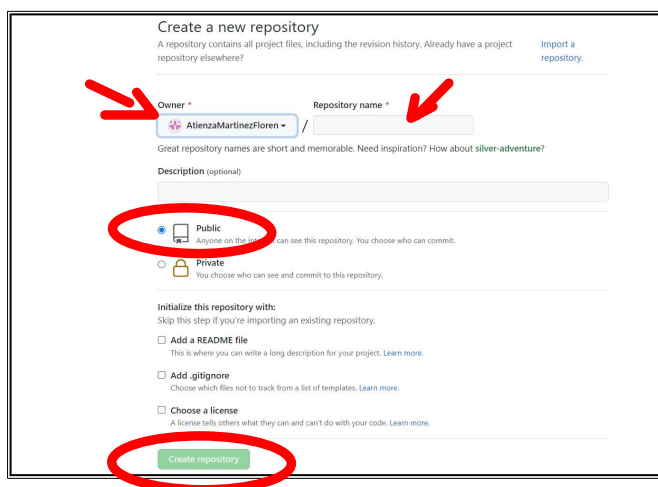 Create a new repository
A repository contains all project files, including the revision history. Already have a project
repository elsewhere?
Import a
repository.
Owner *
Repository name *
AtienzaMartinezFloren
/
Great repository names are short and memorable. Need inspiration? How about silver-adventure?
Description (optional)
Public
Anyone on the can see this repository. You choose who can commit.
Private
You choose who can see and commit to this repository.
Initialize this repository with:
Skip this step if you're importing an existing repository.
Add a README file
This is where you can write a long description for your project. Learn more.
Add .gitignore
Choose which files not to track from a list of templates. Learn more.
Choose a license
A license tells others what they can and can't do with your code. Learn more.
Create repository